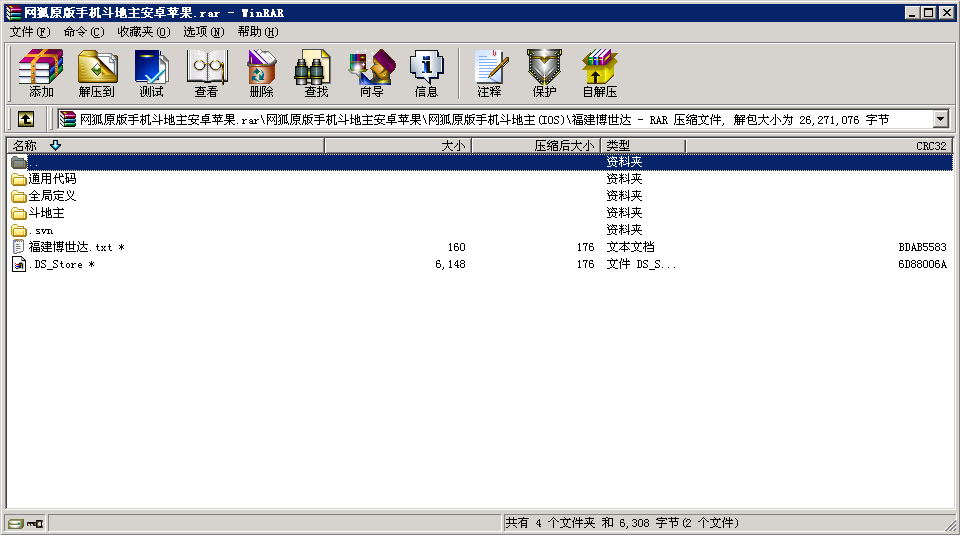 网狐原版手机斗地主安卓苹果.rar - WinRAR
文件(F) 命令(C) 收藏夹(O) 选项(N) 帮助(H)
添加 解压到 测试 查看 删除 查找 向导 信息 注释 保护 自解压
网狐原版手机斗地主安卓苹果.rar\网狐原版手机斗地主安卓苹果\网狐原版手机斗地主(IOS)\福建博世达 - RAR 压缩文件, 解包大小为 26,271,076 字节
名称 大小 压缩后大小 类型 CRC32
.. 资料夹
通用代码 资料夹
全局定义 资料夹
斗地主 资料夹
.svn 资料夹
福建博世达.txt * 160 176 文本文档 BDAB5583
.DS_Store * 6,148 176 文件 DS_S... 6D88006A
共有 4 个文件夹 和 6,308 字节(2 个文件)